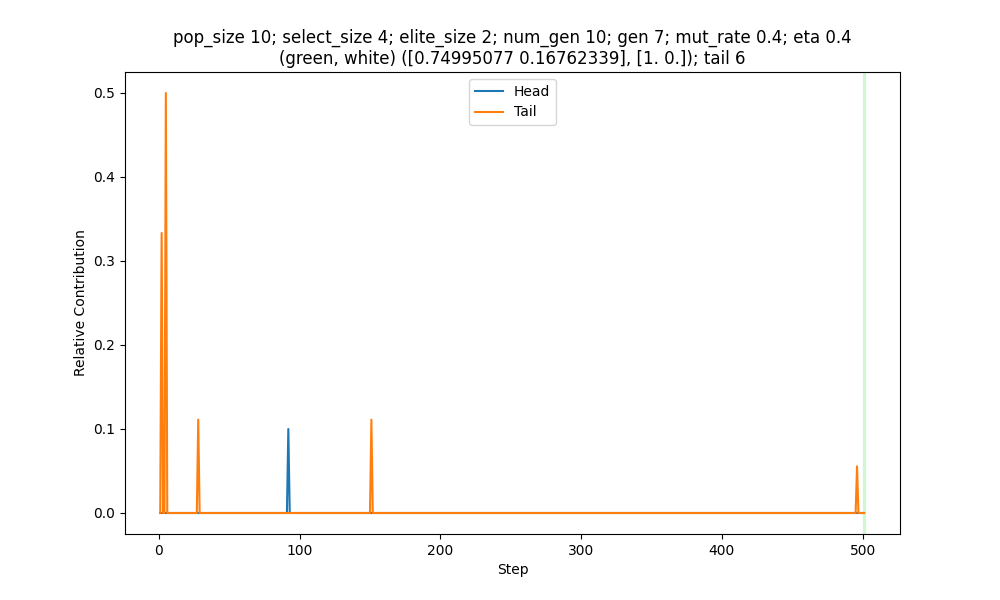 pop_size 10; select_size 4; elite_size 2; num_gen 10; gen 7; mut_rate 0.4; eta 0.4
(green, white) ([0.74995077 0.16762339], [1. 0.]); tail 6
Head
Tail
Relative Contribution
0.5
0.4
0.3
0.2
0.1
0.0
0
100
200
300
400
500
Step